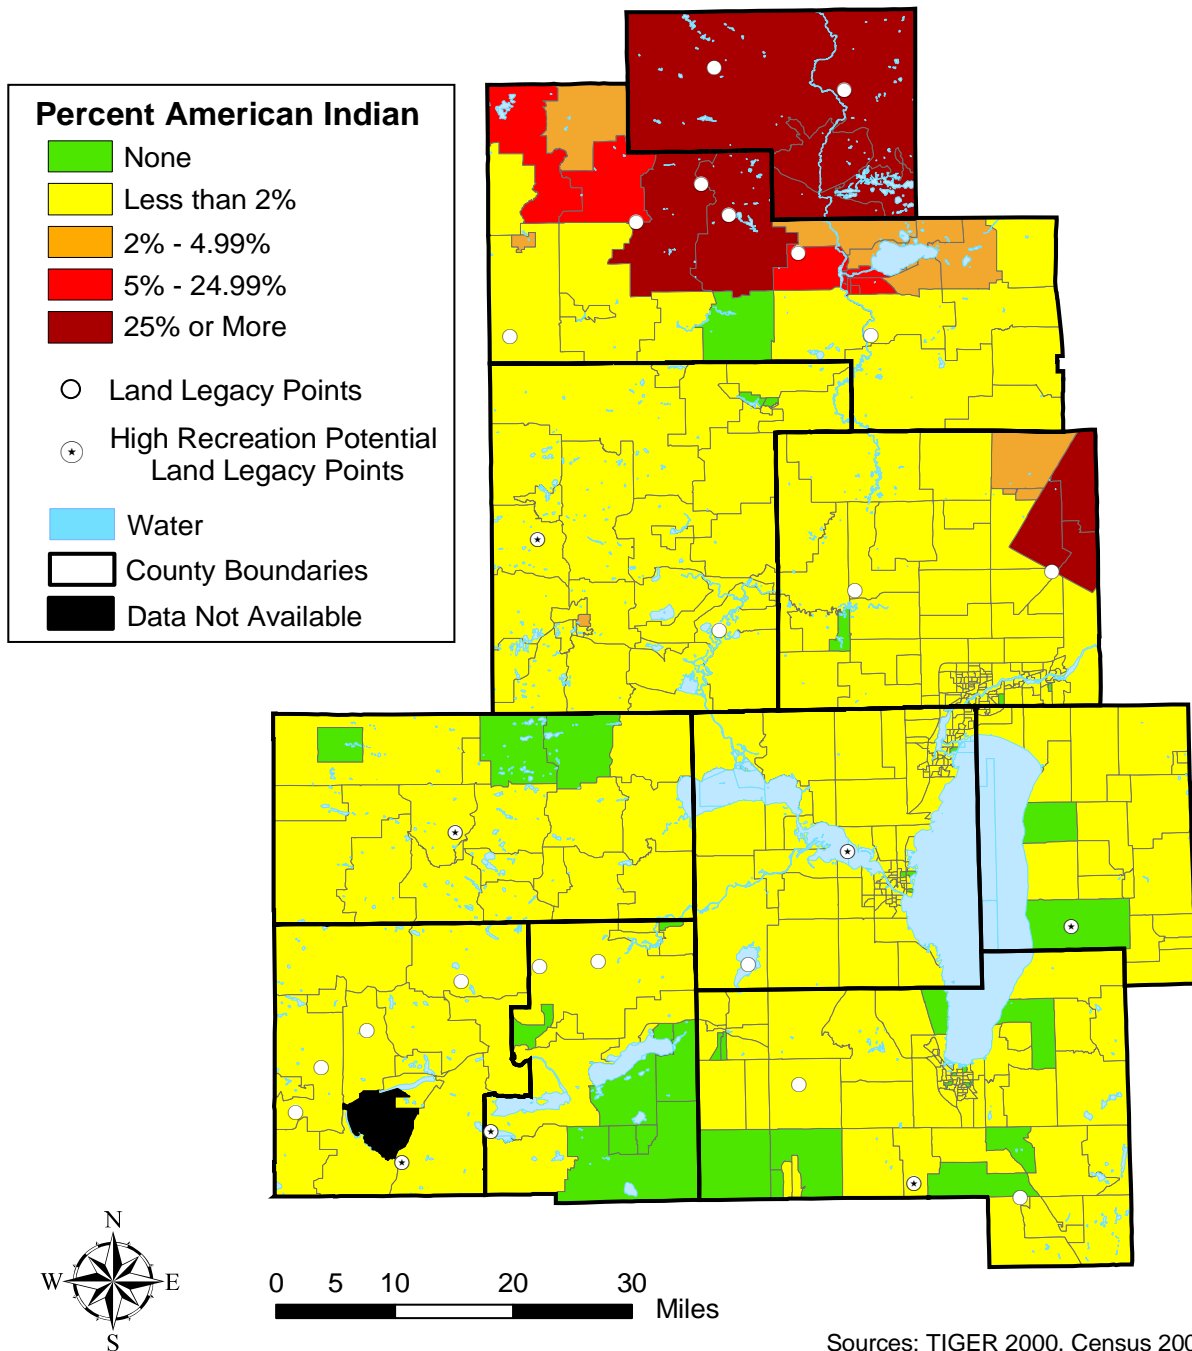 Percent American Indian
None
Less than 2%
2% - 4.99%
5% - 24.99%
25% or More
Land Legacy Points
High Recreation Potential
Land Legacy Points
Water
County Boundaries
Data Not Available
N
W E
S
0 5 10 20 30
Miles
Sources: TIGER 2000, Census 200